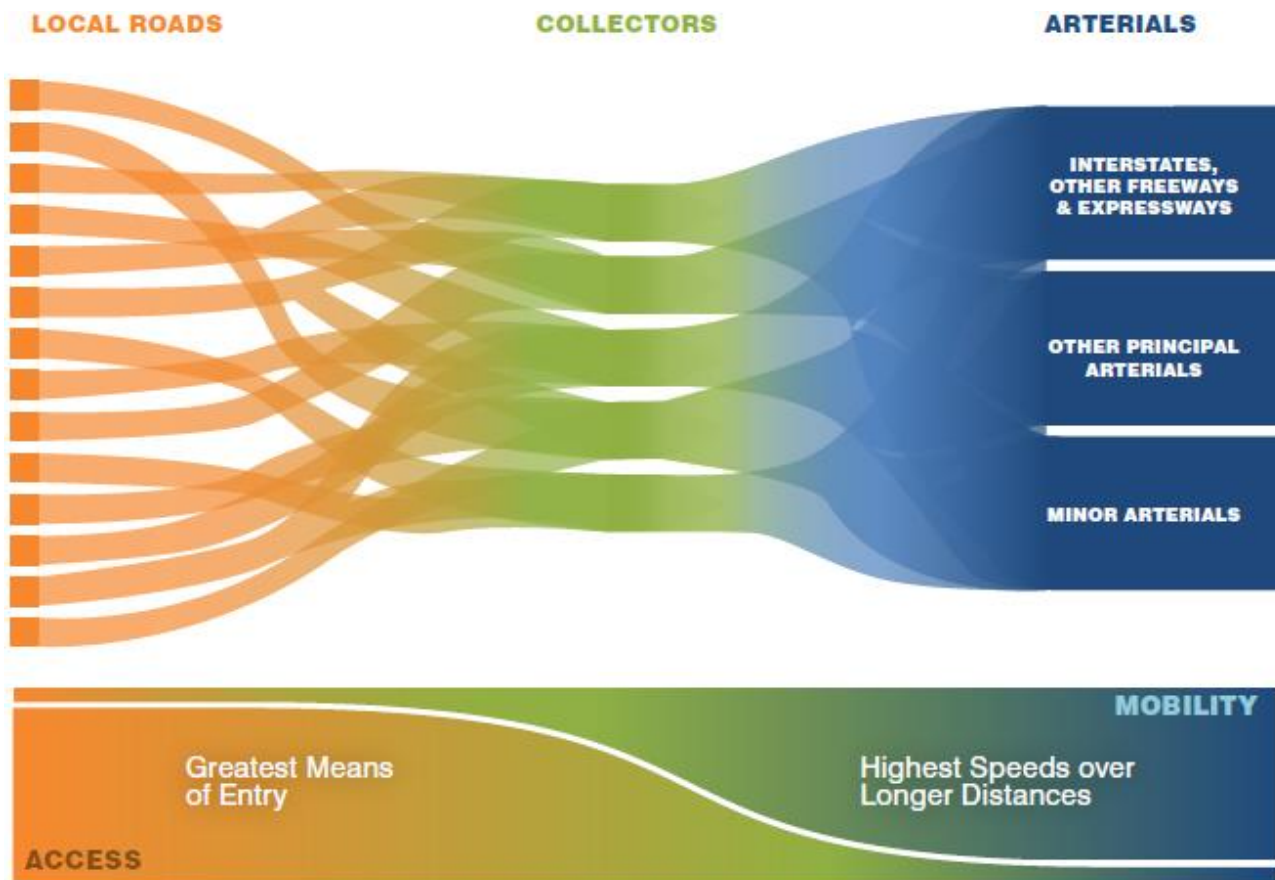 LOCAL ROADS
COLLECTORS
ARTERIALS
INTERSTATES,
OTHER FREEWAYS
& EXPRESSWAYS
OTHER PRINCIPAL
ARTERIALS
MINOR ARTERIALS
MOBILITY
Greatest Means
of Entry
Highest Speeds over
Longer Distances
ACCESS